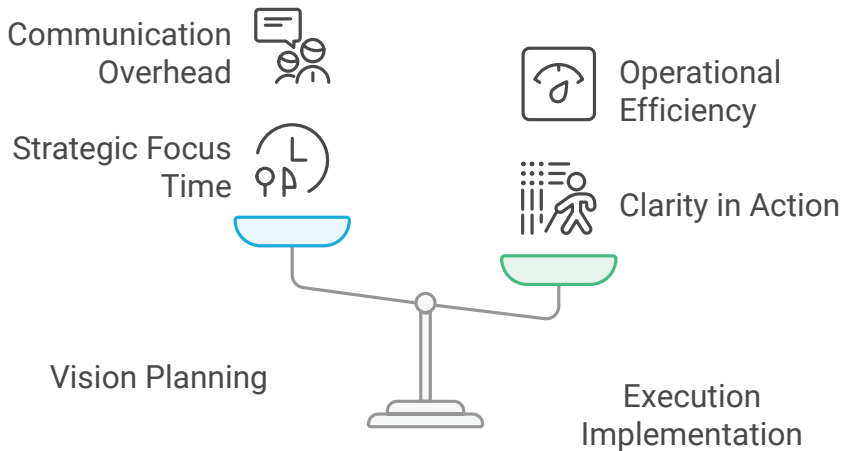 Communication
Overhead
Strategic Focus
Time
Operational
Efficiency
Clarity in Action
Vision Planning
Execution
Implementation